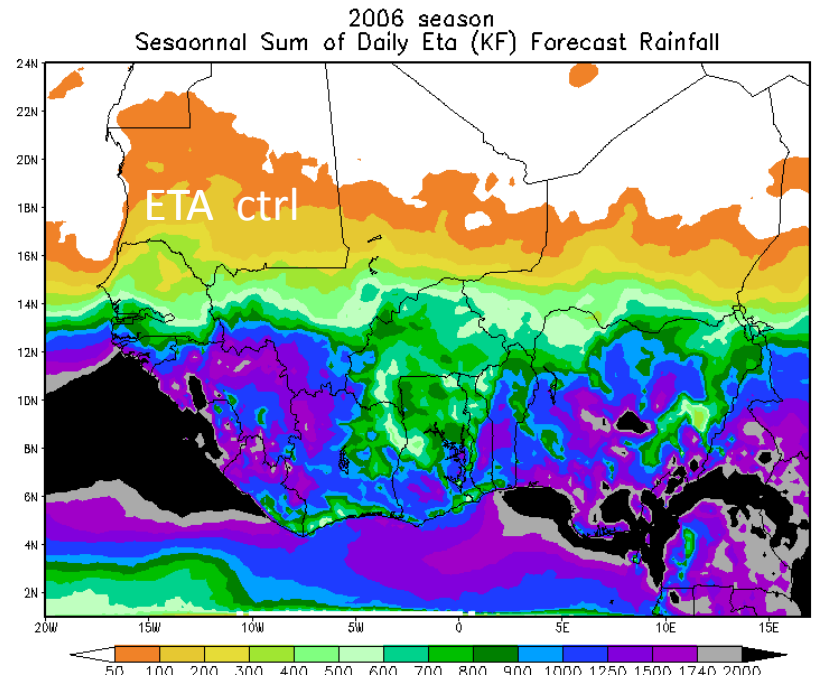 2006 season
Sesaonnal Sum of Daily Eta (KF) Forecast Rainfall
24N
22N
20N
18N
16N
14N
12N
10N
8N
6N
4N
2N
ETA ctrl
20W 15W 10W 5W 0 5E 10E 15E
50 100 200 300 400 500 600 700 800 900 1000 1250 1500 1740 2000